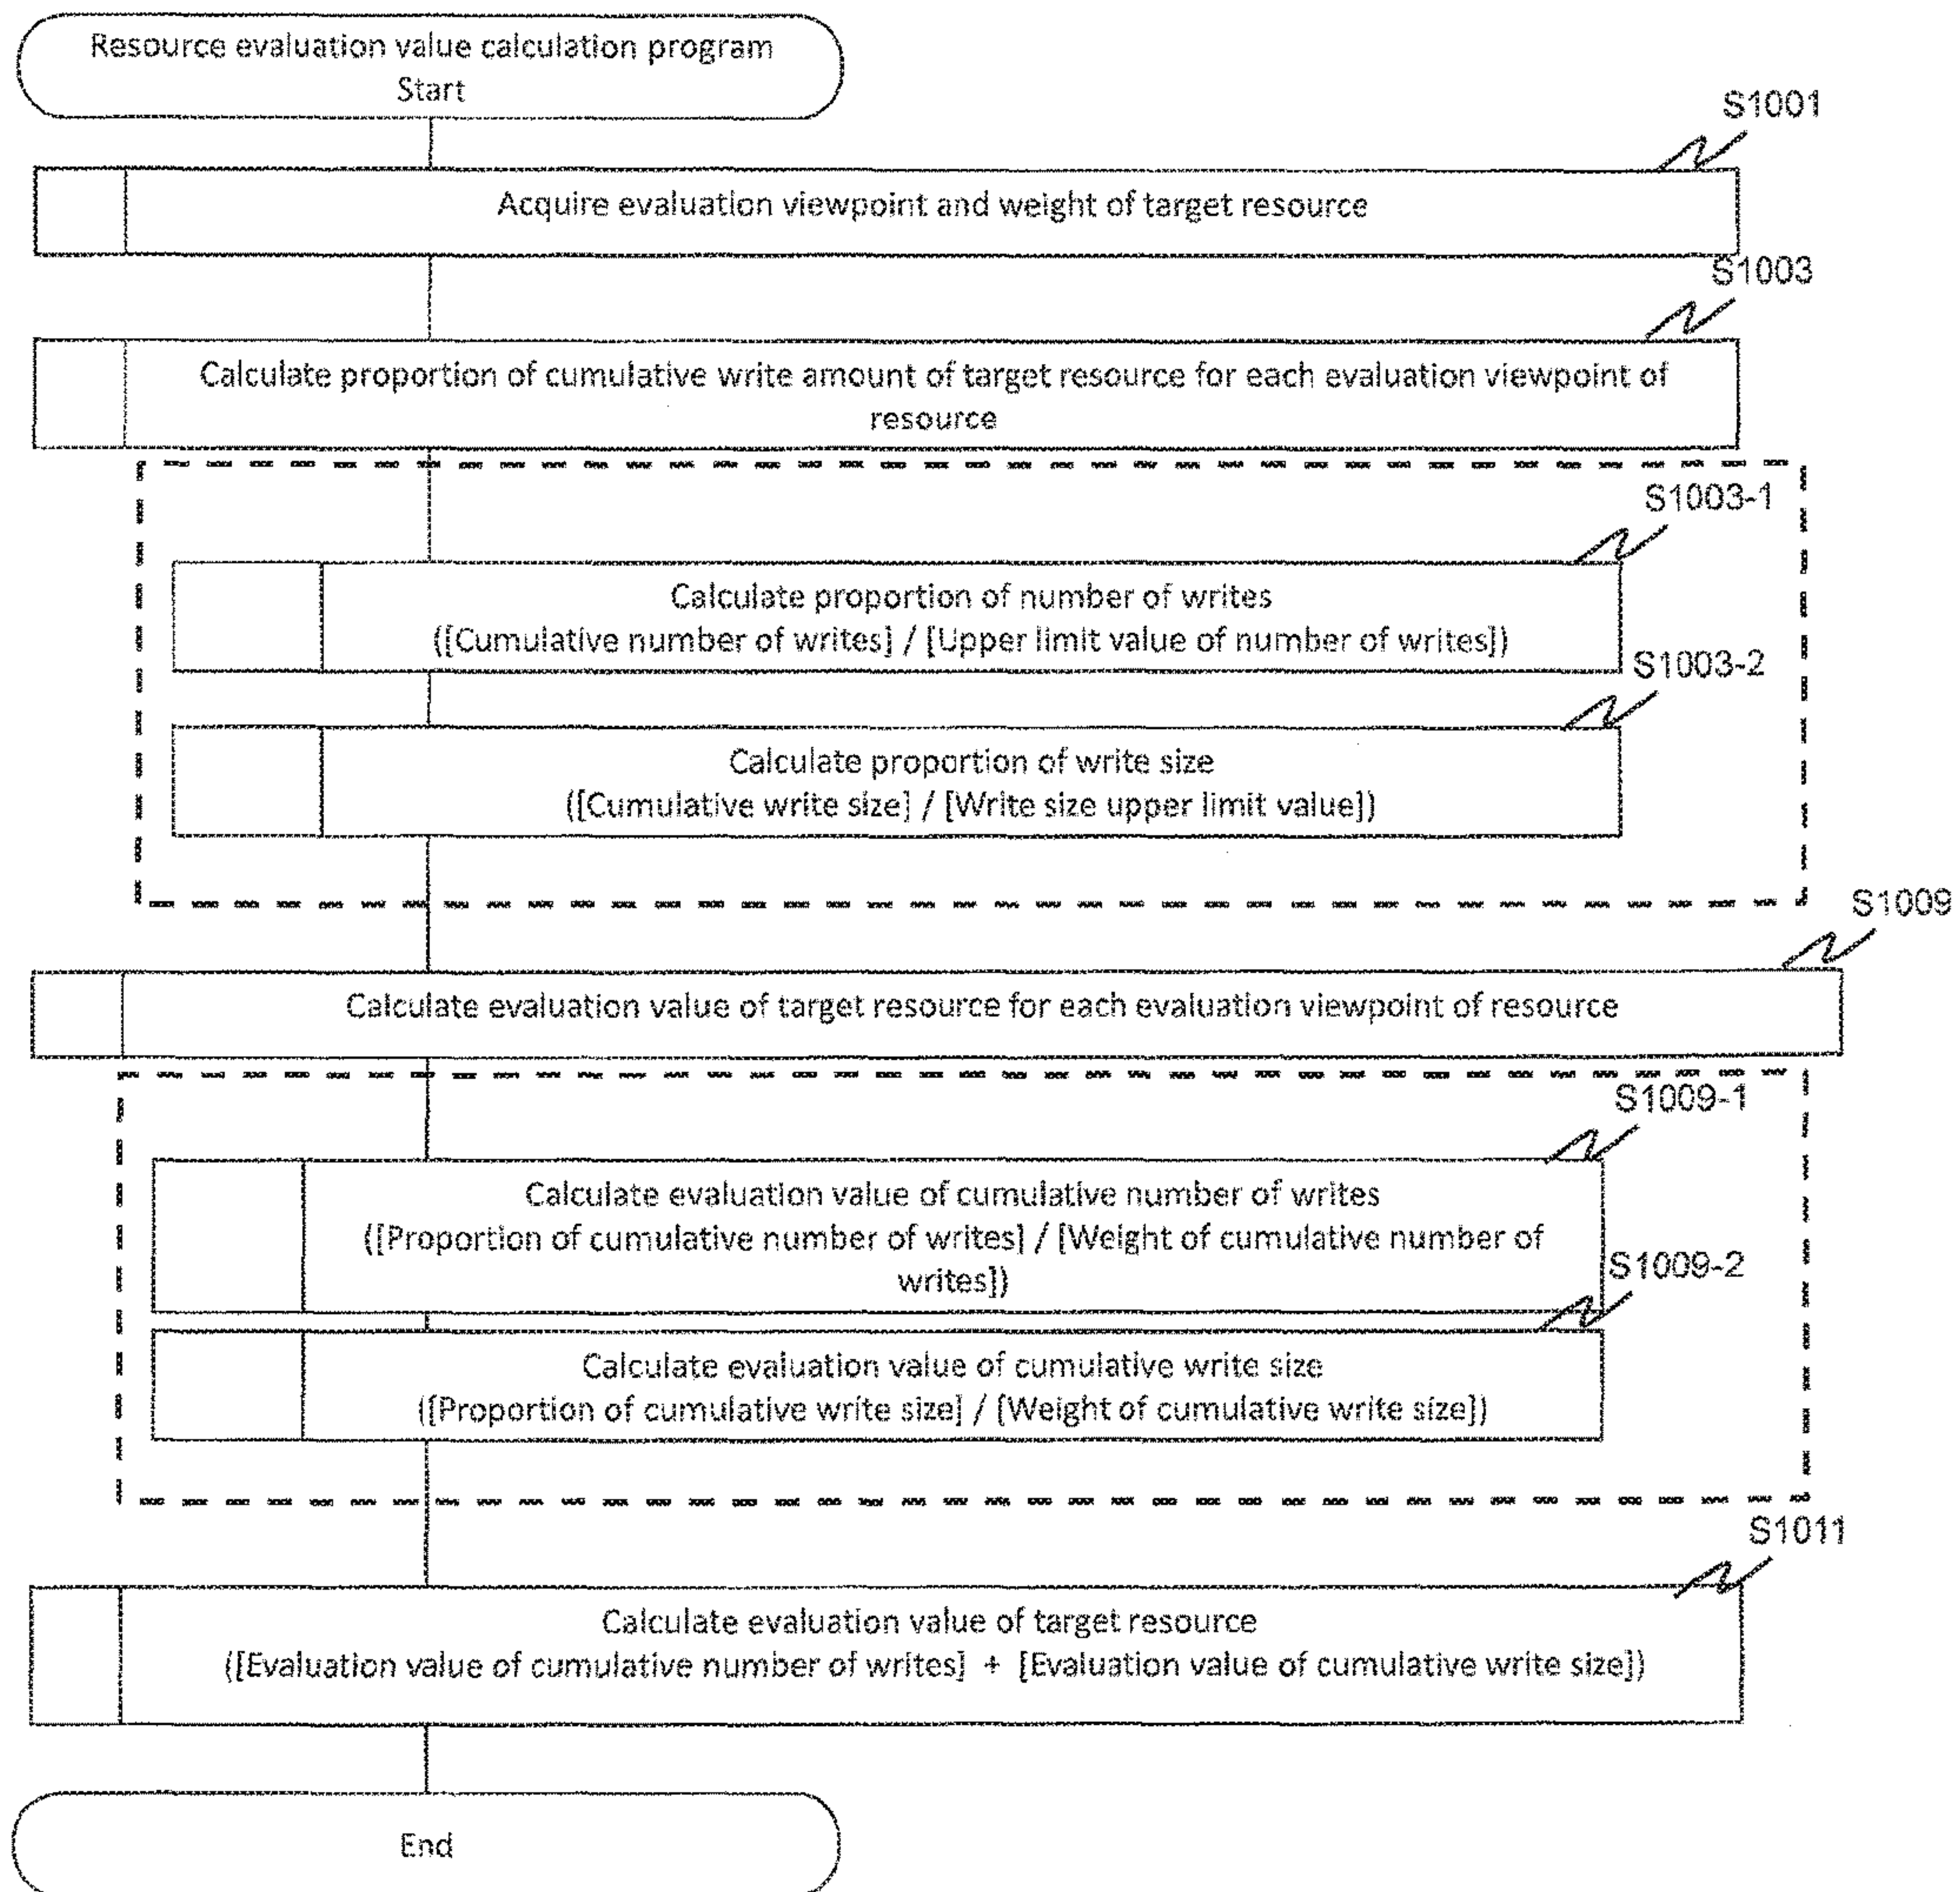 Resource evaluation value calculation program
Start
S1001
Acquire evaluation viewpoint and weight of target resource
S1003
Calculate proportion of cumulative write amount of target resource for each evaluation viewpoint of
resource
S1003-1
Calculate proportion of number of writes
([Cumulative number of writes] / [Upper limit value of number of writes])
S1003-2
Calculate proportion of write size
([Cumulative write size] / [Write size upper limit value])
S1009
Calculate evaluation value of target resource for each evaluation viewpoint of resource
S1009-1
Calculate evaluation value of cumulative number of writes
([Proportion of cumulative number of writes] / [Weight of cumulative number of
writes])
S1009-2
Calculate evaluation value of cumulative write size
([Proportion of cumulative write size] / [Weight of cumulative write size])
S1011
Calculate evaluation value of target resource
([Evaluation value of cumulative number of writes] + [Evaluation value of cumulative write size])
End